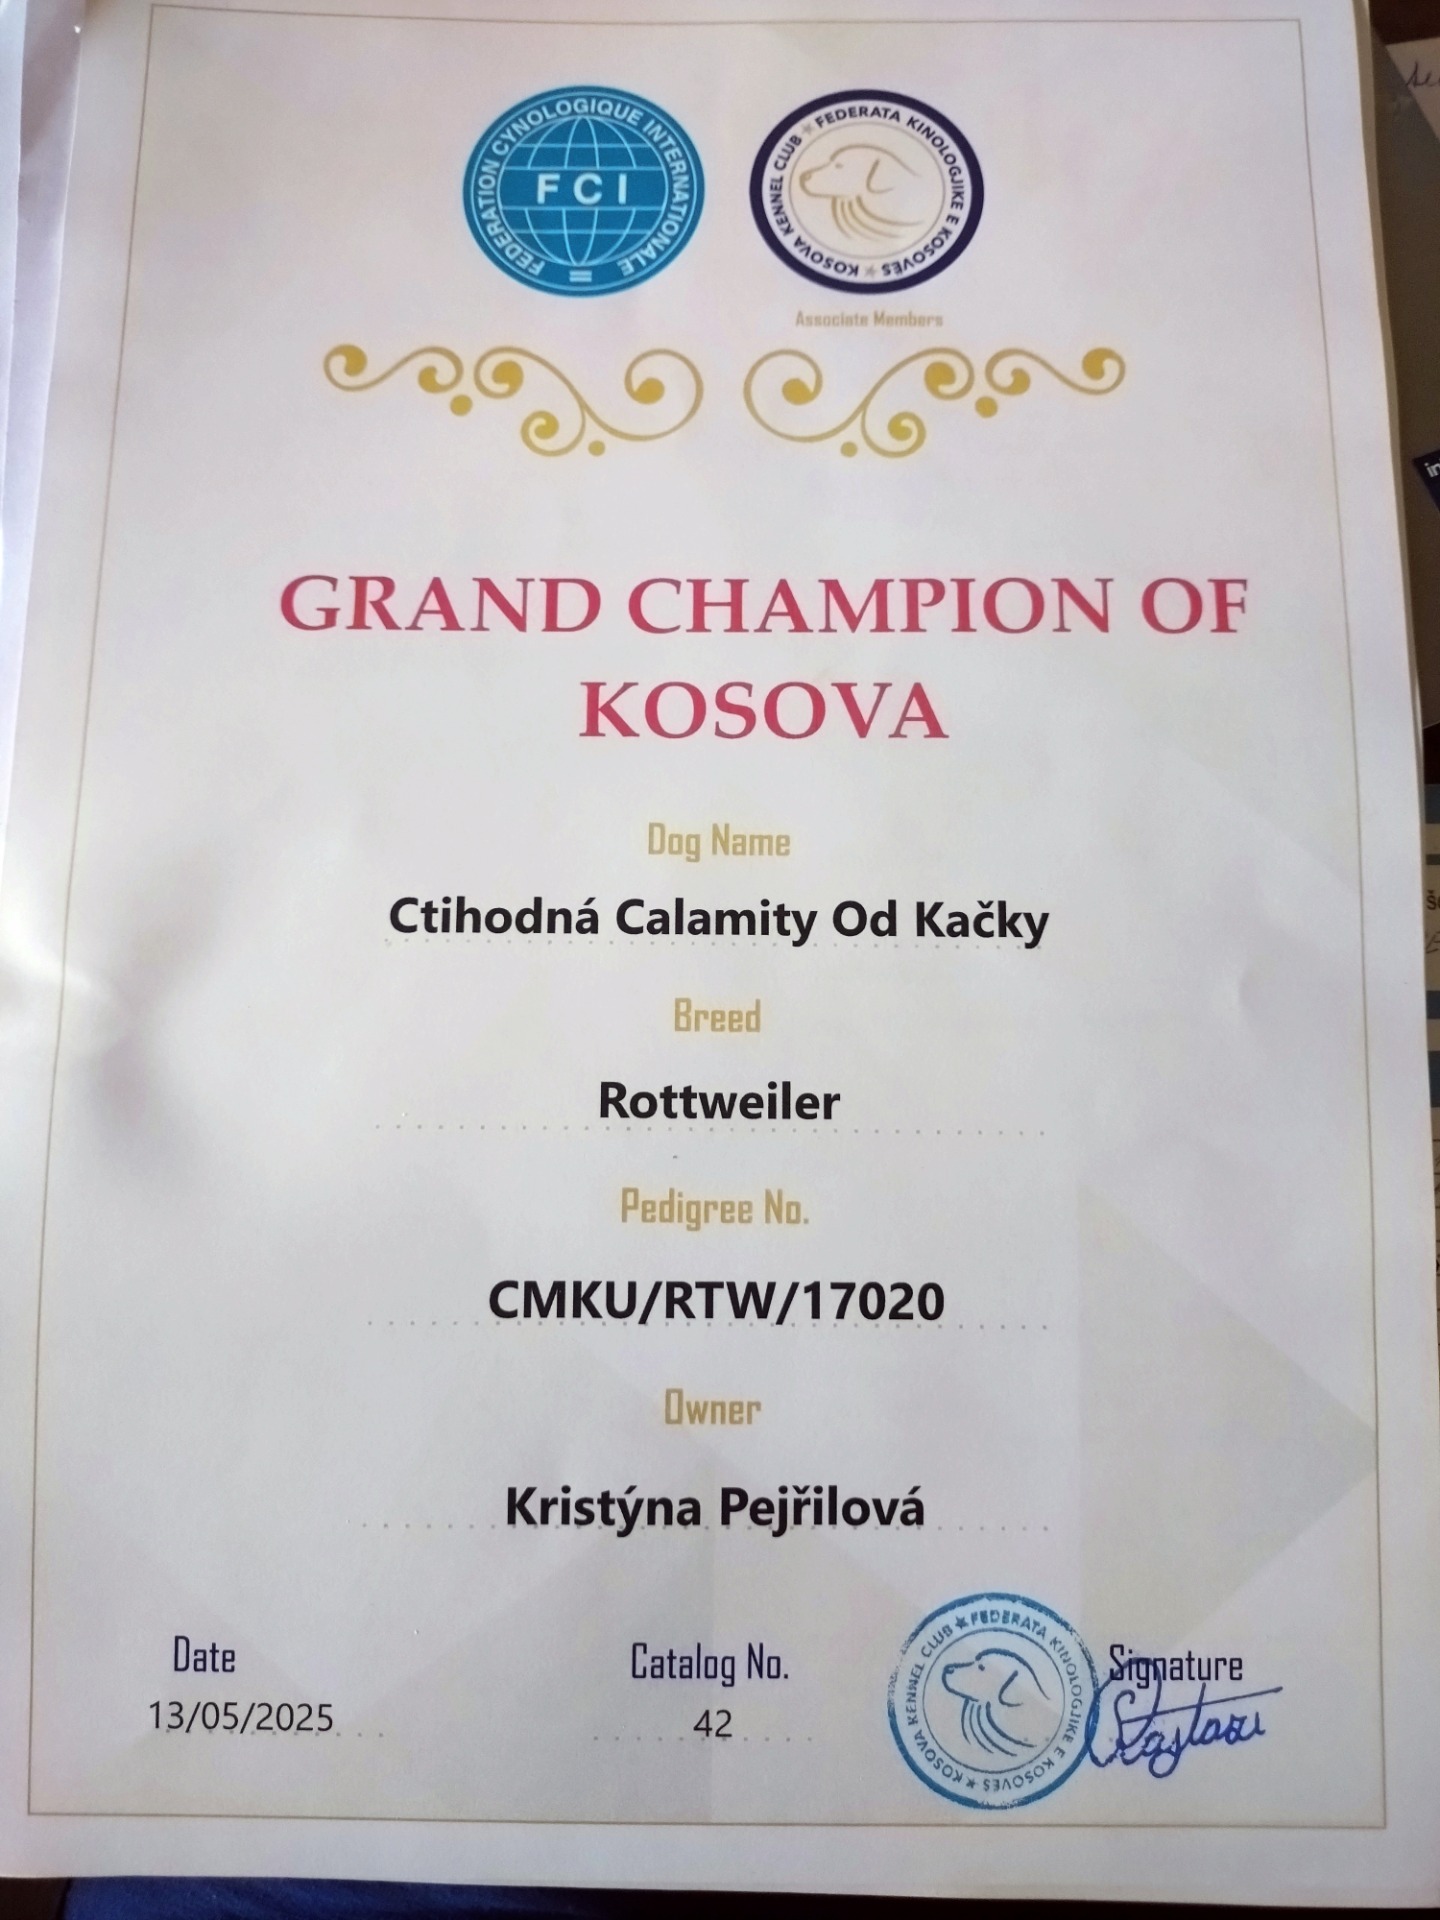 FEDERATION CYNOLOGIQUE INTERNATIONALE
FCI
KOSOVA KENNEL CLUB ★ FEDERATA KINOLOGJIKE E KOSOVËS ★
Associate Members
GRAND CHAMPION OF
KOSOVA
Dog Name
Ctihodná Calamity Od Kačky
Breed
Rottweiler
Pedigree No.
CMKU/RTW/17020
Owner
Kristýna Pejřilová
Date
13/05/2025
Catalog No.
42
KOSOVA KENNEL CLUB ★ FEDERATA KINOLOGJIKE E KOSOVËS ★
Signature